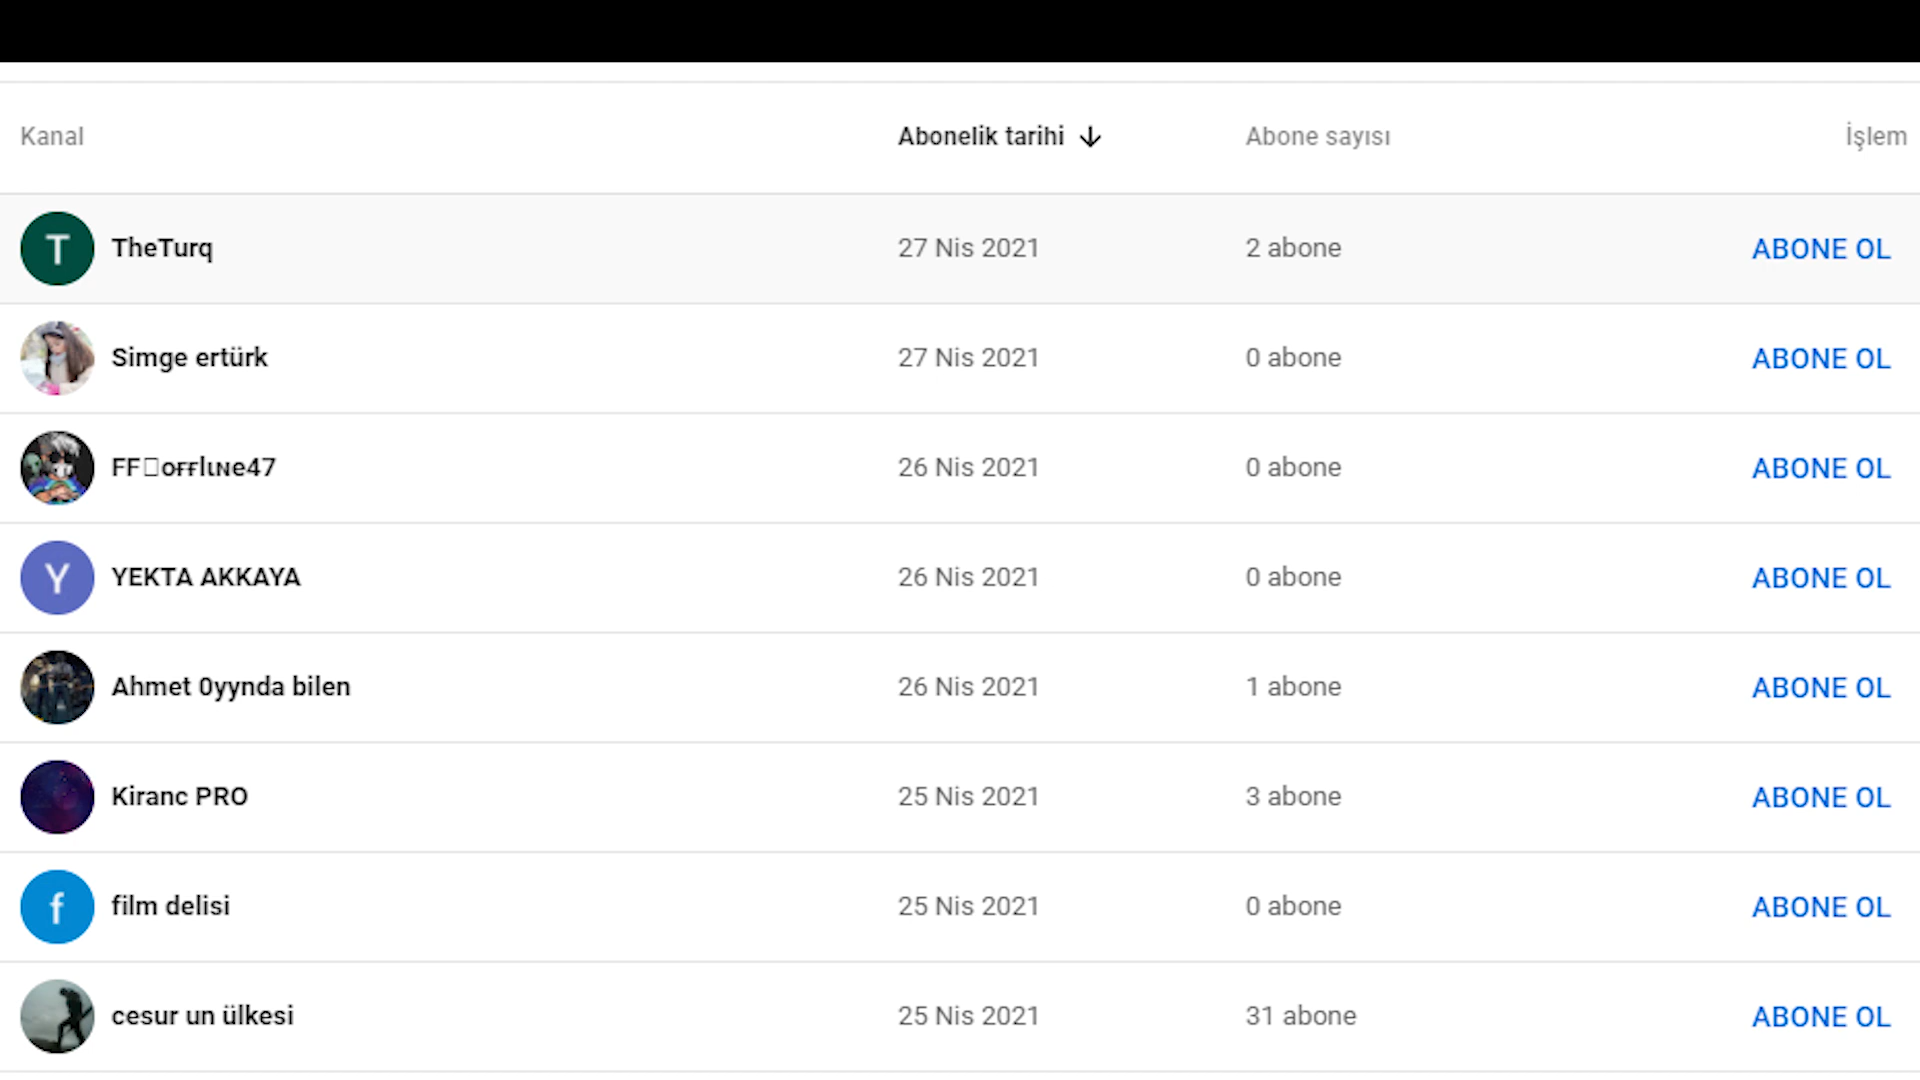 Kanal Abonelik tarihi ↓ Abone sayısı İşlem
T TheTurq 27 Nis 2021 2 abone ABONE OL
Simge ertürk 27 Nis 2021 0 abone ABONE OL
FF□oғғlιɴe47 26 Nis 2021 0 abone ABONE OL
Y YEKTA AKKAYA 26 Nis 2021 0 abone ABONE OL
Ahmet 0yynda bilen 26 Nis 2021 1 abone ABONE OL
Kiranc PRO 25 Nis 2021 3 abone ABONE OL
f film delisi 25 Nis 2021 0 abone ABONE OL
cesur un ülkesi 25 Nis 2021 31 abone ABONE OL